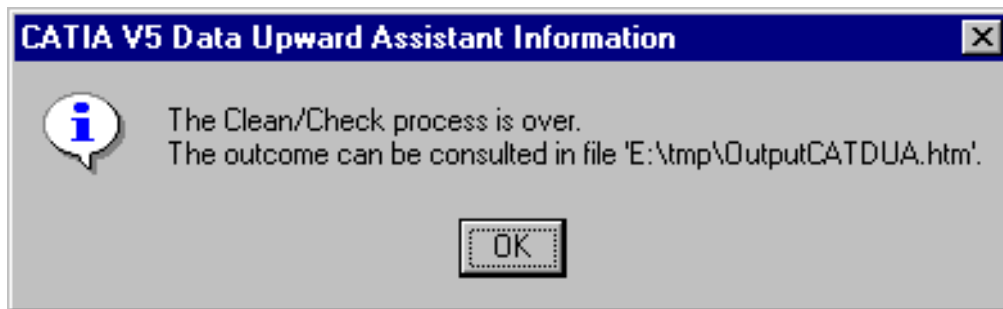 CATIA V5 Data Upward Assistant Information
The Clean/Check process is over.
The outcome can be consulted in file 'E:\tmp\OutputCATDUA.htm'.
OK